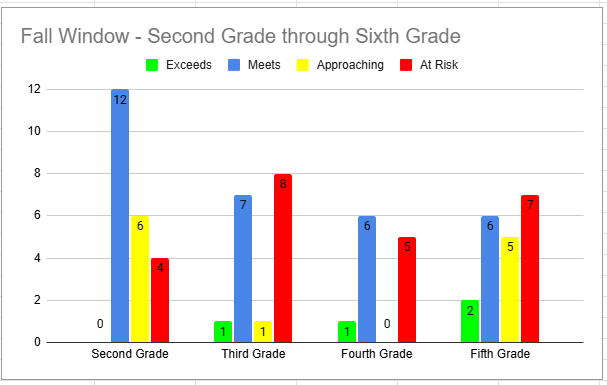 Fall Window - Second Grade through Sixth Grade
Exceeds Meets Approaching At Risk
12
10
8
6
4
2
0
0 12 6 4
1 7 1 8
1 6 0 5
2 6 5 7
Second Grade Third Grade Fourth Grade Fifth Grade